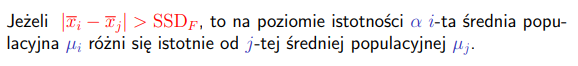 Jeżeli |x̅ᵢ − x̅ⱼ| > SSD_F, to na poziomie istotności α i-ta średnia popu-
lacyjna μᵢ różni się istotnie od j-tej średniej populacyjnej μⱼ.